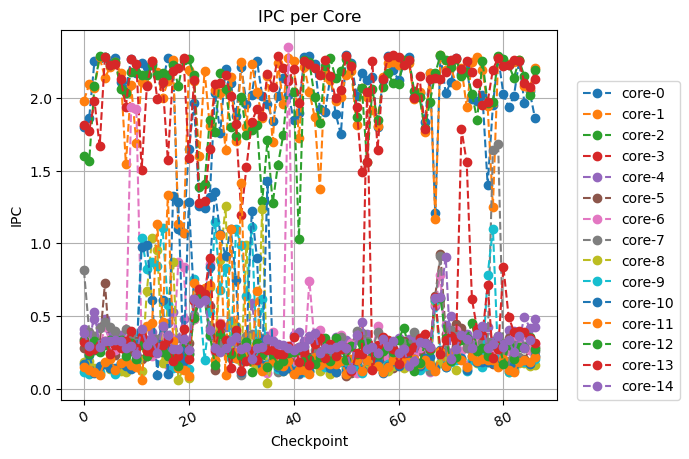 IPC per Core
IPC
2.0
1.5
1.0
0.5
0.0
0
20
40
60
80
Checkpoint
core-0
core-1
core-2
core-3
core-4
core-5
core-6
core-7
core-8
core-9
core-10
core-11
core-12
core-13
core-14